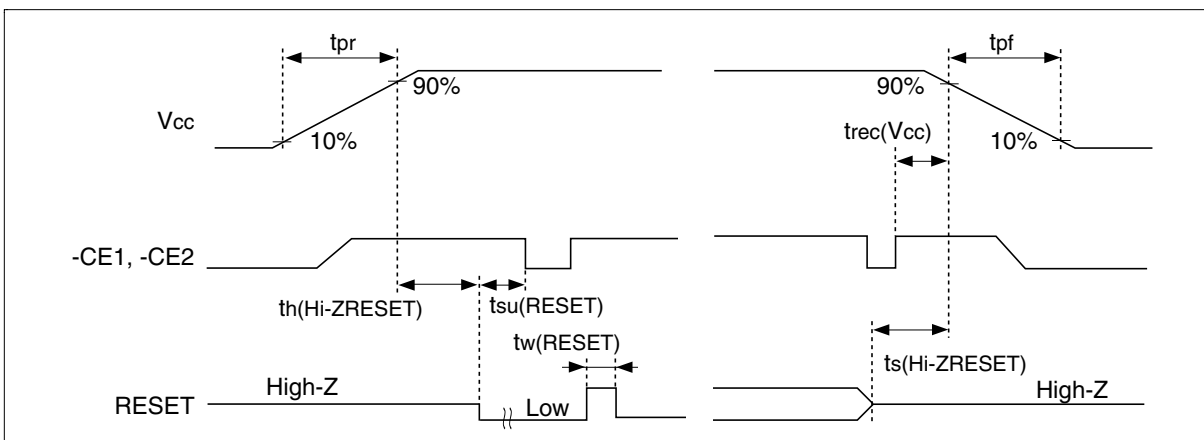 tpr
tpf
90%
90%
Vcc
10%
trec(Vcc)
10%
-CE1, -CE2
th(Hi-ZRESET)
tsu(RESET)
tw(RESET)
ts(Hi-ZRESET)
High-Z
High-Z
RESET
Low